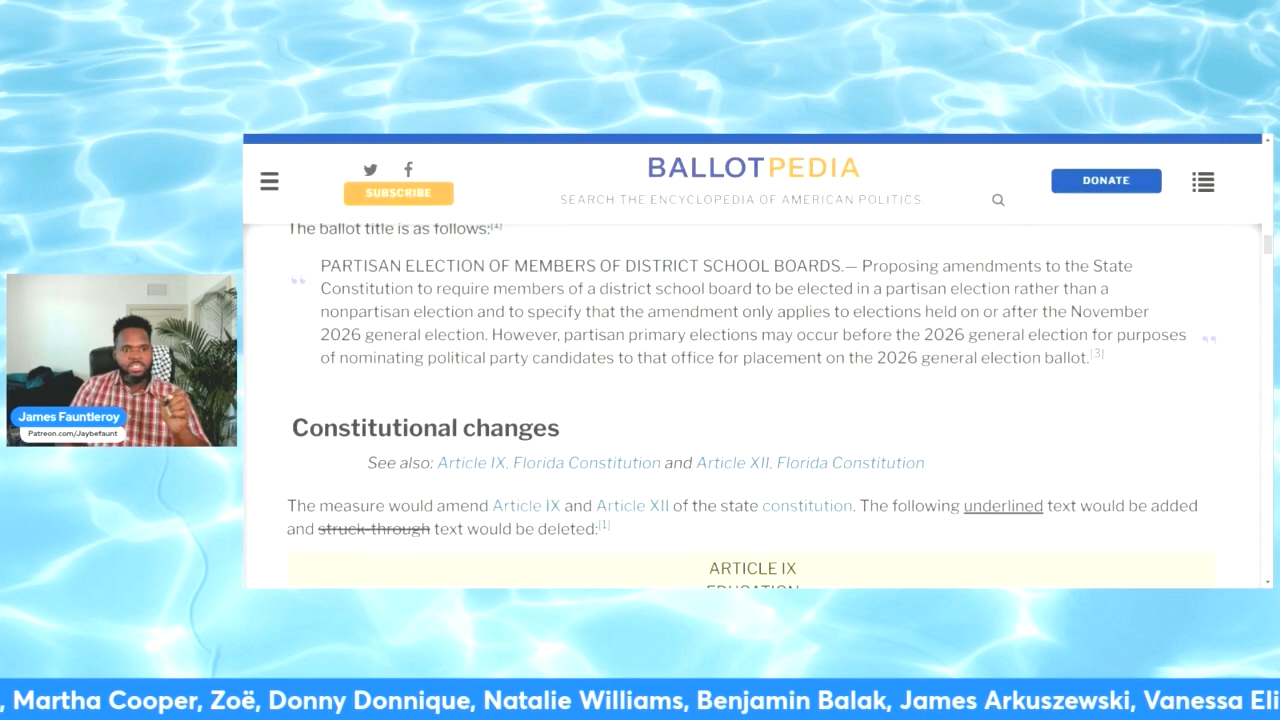 BALLOTPEDIA
SUBSCRIBE
SEARCH THE ENCYCLOPEDIA OF AMERICAN POLITICS
DONATE
The ballot title is as follows:[1]
PARTISAN ELECTION OF MEMBERS OF DISTRICT SCHOOL BOARDS.— Proposing amendments to the State
Constitution to require members of a district school board to be elected in a partisan election rather than a
nonpartisan election and to specify that the amendment only applies to elections held on or after the November
2026 general election. However, partisan primary elections may occur before the 2026 general election for purposes
of nominating political party candidates to that office for placement on the 2026 general election ballot.[3]
Constitutional changes
See also: Article IX, Florida Constitution and Article XII, Florida Constitution
The measure would amend Article IX and Article XII of the state constitution. The following underlined text would be added
and struck-through text would be deleted:[1]
ARTICLE IX
EDUCATION
James Fauntleroy
Patreon.com/Jaybefaunt
, Martha Cooper, Zoë, Donny Donnique, Natalie Williams, Benjamin Balak, James Arkuszewski, Vanessa Eli